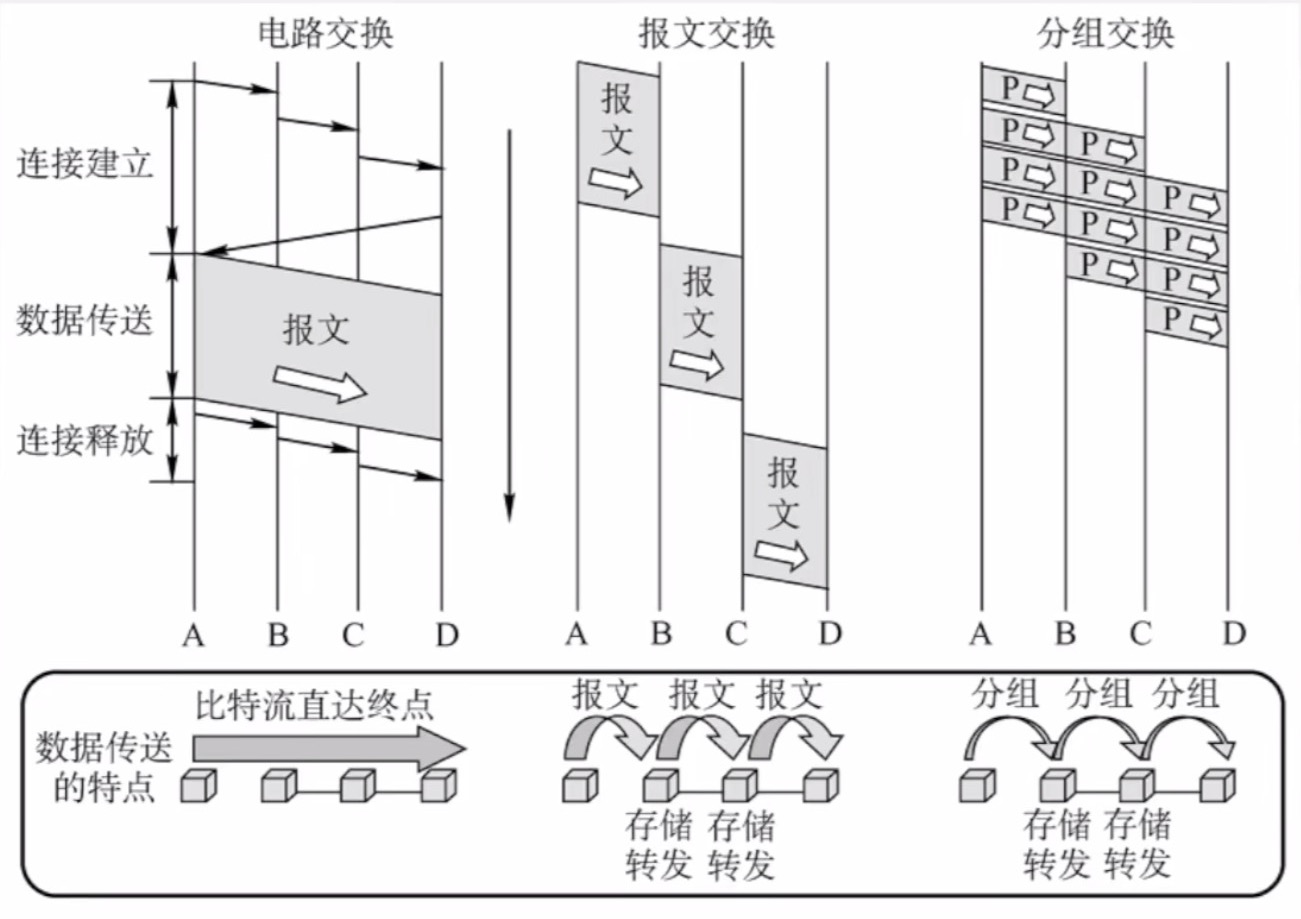 电路交换
报文交换
分组交换
连接建立
数据传送
连接释放
报文
A B C D
报
文
报
文
报
文
A B C D
P
P P
P P P
P P P
P P
P
A B C D
数据传送
的特点
比特流直达终点
报文 报文 报文
存储 存储
转发 转发
分组 分组 分组
存储 存储
转发 转发